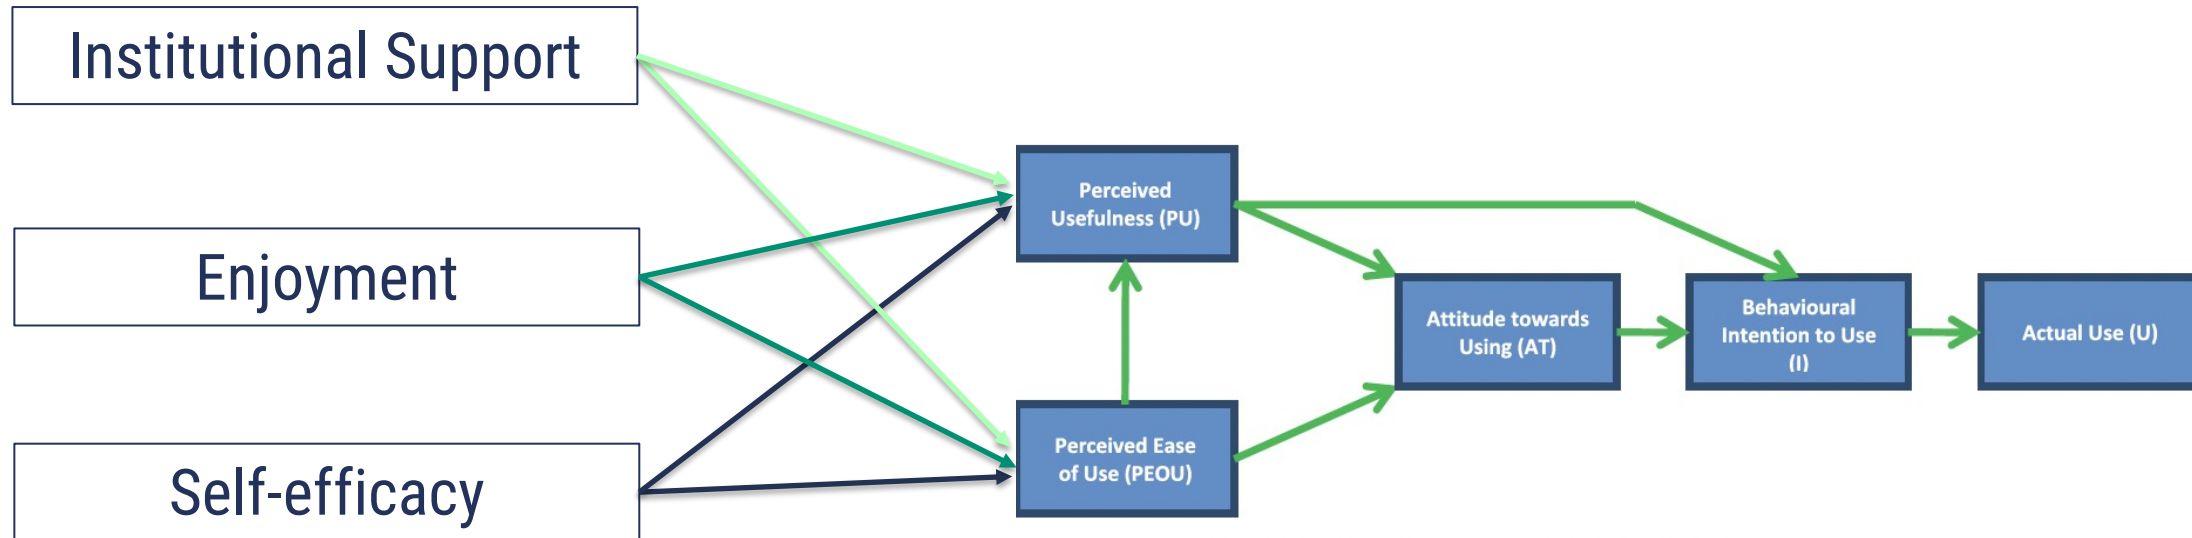 Institutional Support
Enjoyment
Self-efficacy
Perceived
Usefulness (PU)
Perceived Ease
of Use (PEOU)
Attitude towards
Using (AT)
Behavioural
Intention to Use
(I)
Actual Use (U)